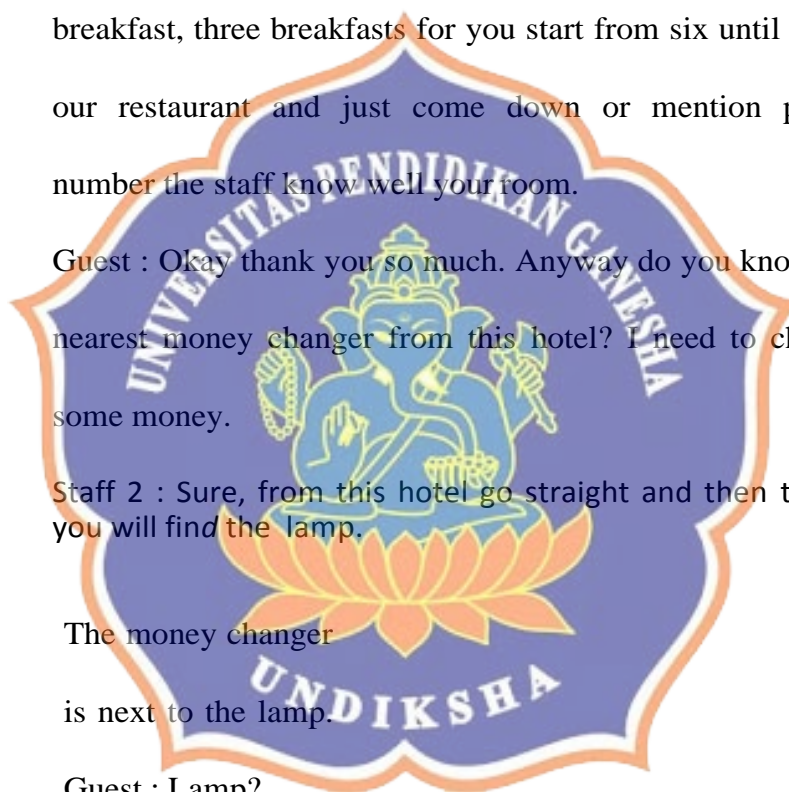 breakfast, three breakfasts for you start from six until
our restaurant and just come down or mention
number the staff know well your room.
UNIVERSITAS PENDIDIKAN GANESHA
Guest : Okay thank you so much. Anyway do you
nearest money changer from this hotel? I need to
some money.
Staff 2 : Sure, from this hotel go straight and then
you will find the lamp.
The money changer
is next to the lamp.
UNDIKSHA
Guest : Lamp?